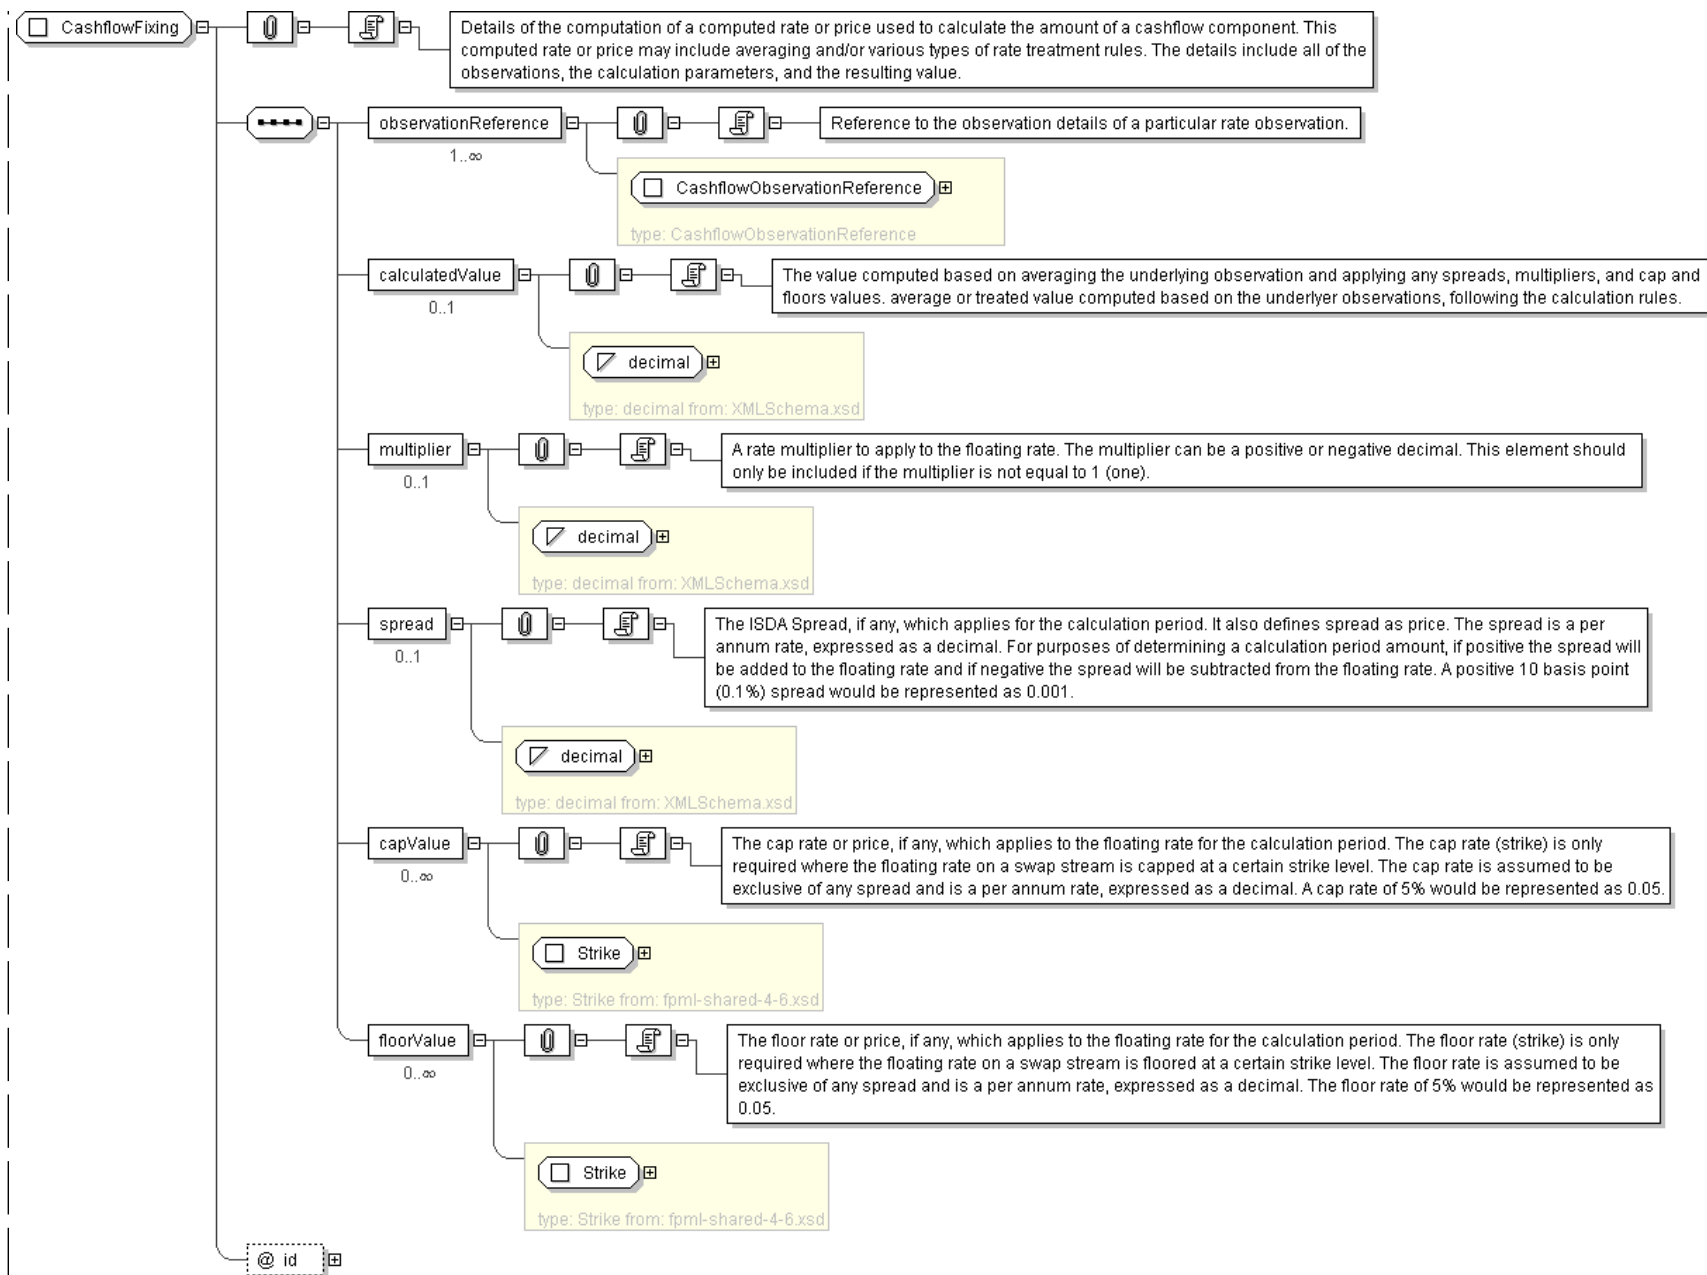 CashflowFixing
Details of the computation of a computed rate or price used to calculate the amount of a cashflow component. This
computed rate or price may include averaging and/or various types of rate treatment rules. The details include all of the
observations, the calculation parameters, and the resulting value.
observationReference
1..∞
Reference to the observation details of a particular rate observation.
CashflowObservationReference
type: CashflowObservationReference
calculatedValue
0..1
The value computed based on averaging the underlying observation and applying any spreads, multipliers, and cap and
floors values. average or treated value computed based on the underlyer observations, following the calculation rules.
decimal
type: decimal from: XMLSchema.xsd
multiplier
0..1
A rate multiplier to apply to the floating rate. The multiplier can be a positive or negative decimal. This element should
only be included if the multiplier is not equal to 1 (one).
decimal
type: decimal from: XMLSchema.xsd
spread
0..1
The ISDA Spread, if any, which applies for the calculation period. It also defines spread as price. The spread is a per
annum rate, expressed as a decimal. For purposes of determining a calculation period amount, if positive the spread will
be added to the floating rate and if negative the spread will be subtracted from the floating rate. A positive 10 basis point
(0.1%) spread would be represented as 0.001.
decimal
type: decimal from: XMLSchema.xsd
capValue
0..∞
The cap rate or price, if any, which applies to the floating rate for the calculation period. The cap rate (strike) is only
required where the floating rate on a swap stream is capped at a certain strike level. The cap rate is assumed to be
exclusive of any spread and is a per annum rate, expressed as a decimal. A cap rate of 5% would be represented as 0.05.
Strike
type: Strike from: fpml-shared-4-6.xsd
floorValue
0..∞
The floor rate or price, if any, which applies to the floating rate for the calculation period. The floor rate (strike) is only
required where the floating rate on a swap stream is floored at a certain strike level. The floor rate is assumed to be
exclusive of any spread and is a per annum rate, expressed as a decimal. The floor rate of 5% would be represented as
0.05.
Strike
type: Strike from: fpml-shared-4-6.xsd
@ id